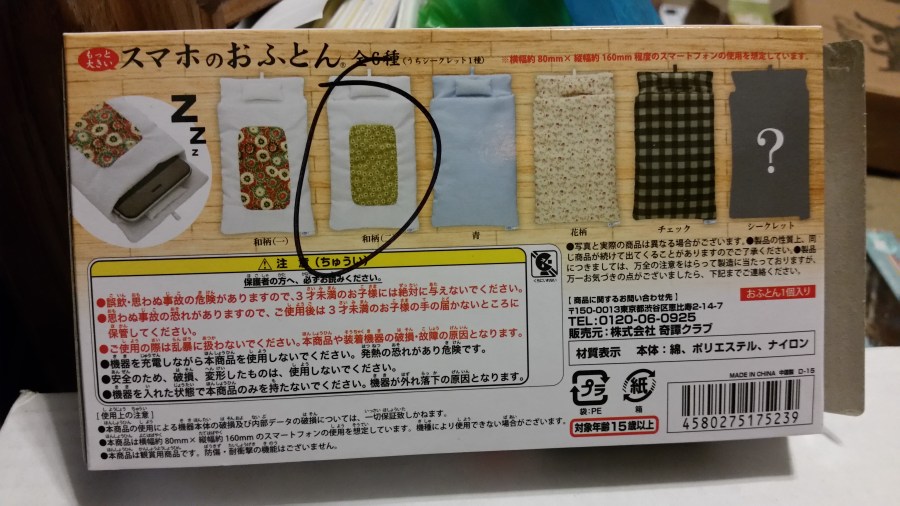 もっと大きい
スマホのおふとん。全6種(うちシークレット1種)
※横幅約80mm×縦幅約160mm程度のスマートフォンの使用を想定しています。
Z
Z
Z
?
和柄(一)
和柄(
青
花柄
チェック
シークレット
⚠注意(ちゅうい)
保護者の方へ、必ずお読みください。
●誤飲・思わぬ事故の危険がありますので、3才未満のお子様には絶対に与えないでください。
●思わぬ事故の恐れがありますので、ご使用後は3才未満のお子様の手の届かないところに
保管してください。
●ご使用の際は乱暴に扱わないでください。本商品や装着機器の破損・故障の原因となります。
●機器を充電しながら本商品を使用しないでください。発熱の恐れがあり危険です。
●安全のため、破損、変形したものは、使用しないでください。
●機器を入れた状態で本商品のみを持たないでください。機器が外れ落下の原因となります。
[使用上の注意]
●本商品の使用による機器本体の破損及び内部データの破損については、一切保証致しかねます。
●本商品は横幅約80mm×縦幅約160mmのスマートフォンの使用を想定しています。機種により使用できない場合がございます。
●本商品は観賞用商品です。防傷・耐衝撃の機能はございません。
●写真と実際の商品は異なる場合がございます。●製品の性質上、同
じ商品が続けて出てくることがありますのでご了承ください。●製品
につきましては、万全の注意をはらって製造に当たっておりますが、
万一お気づきの点がございましたら、下記までご連絡ください。
[商品に関するお問い合わせ先]
おふとん1個入り
〒150-0013東京都渋谷区恵比寿2-14-7
TEL:0120-06-0925
販売元:株式会社 奇譚クラブ
材質表示 本体:綿、ポリエステル、ナイロン
プラ
袋:PE
紙
箱
MADE IN CHINA 中国製 D-15
対象年齢15歳以上
4580275175239